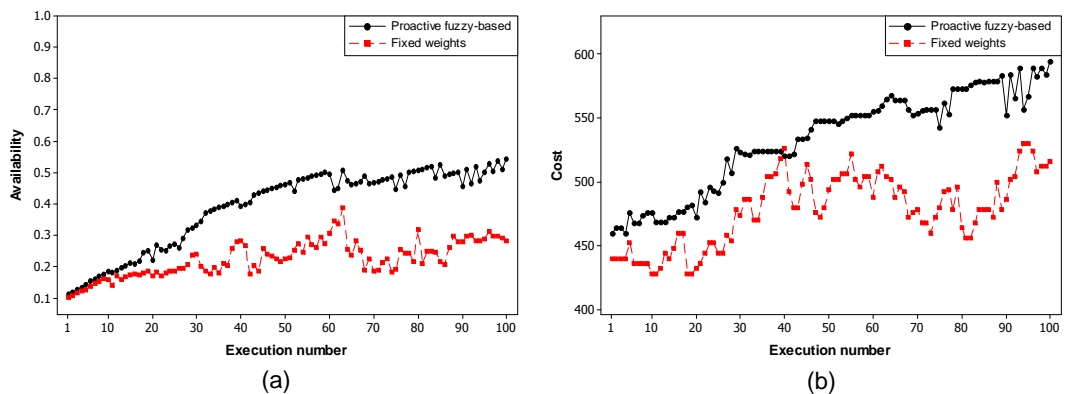 Proactive fuzzy-based
Fixed weights
1.0
0.9
0.8
0.7
0.6
0.5
0.4
0.3
0.2
0.1
Availability
1 10 20 30 40 50 60 70 80 90 100
Execution number
(a)
Proactive fuzzy-based
Fixed weights
600
550
500
450
400
Cost
1 10 20 30 40 50 60 70 80 90 100
Execution number
(b)